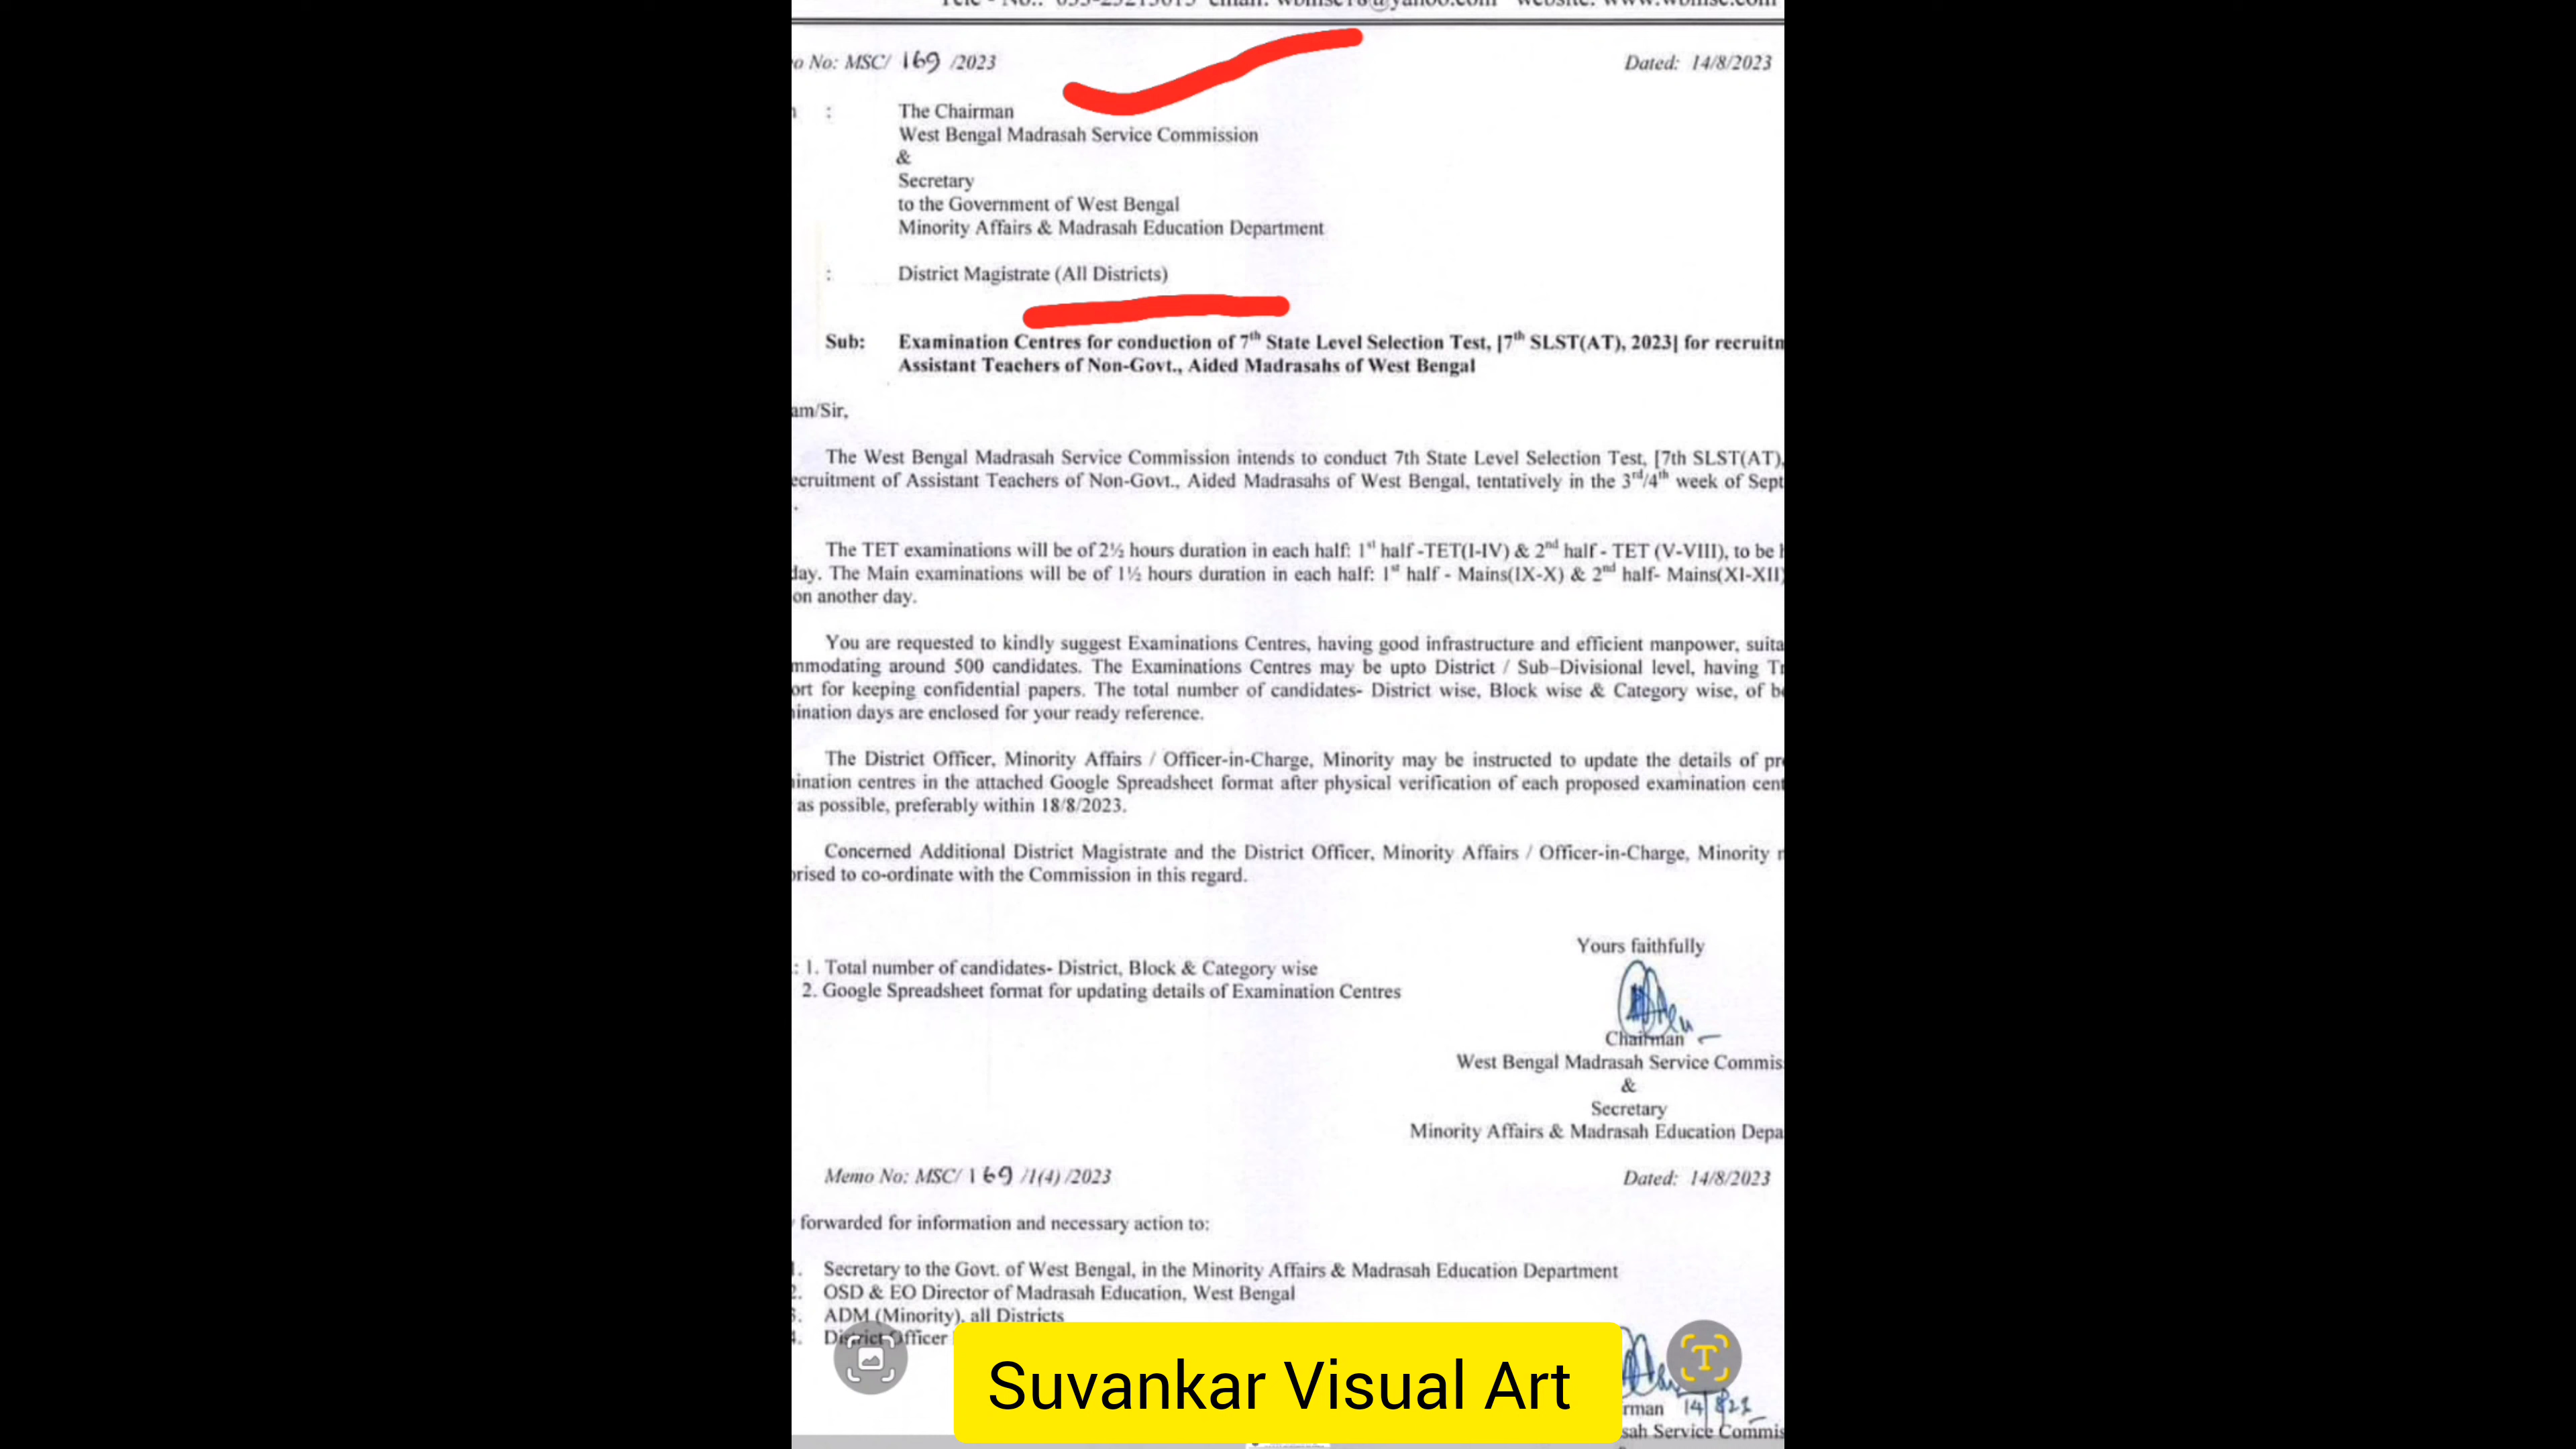 Memo No: MSC/ 169 /2023 Dated: 14/8/2023
: The Chairman
West Bengal Madrasah Service Commission
&
Secretary
to the Government of West Bengal
Minority Affairs & Madrasah Education Department
: District Magistrate (All Districts)
Sub: Examination Centres for conduction of 7th State Level Selection Test, [7th SLST(AT), 2023] for recruitm
Assistant Teachers of Non-Govt., Aided Madrasahs of West Bengal
am/Sir,
The West Bengal Madrasah Service Commission intends to conduct 7th State Level Selection Test, [7th SLST(AT),
ecruitment of Assistant Teachers of Non-Govt., Aided Madrasahs of West Bengal, tentatively in the 3rd/4th week of Sept
The TET examinations will be of 2½ hours duration in each half: 1st half -TET(I-IV) & 2nd half - TET (V-VIII), to be
day. The Main examinations will be of 1½ hours duration in each half: 1st half - Mains(IX-X) & 2nd half- Mains(XI-XII)
on another day.
You are requested to kindly suggest Examinations Centres, having good infrastructure and efficient manpower, suita
mmodating around 500 candidates. The Examinations Centres may be upto District / Sub-Divisional level, having Tr
ort for keeping confidential papers. The total number of candidates- District wise, Block wise & Category wise, of b
ination days are enclosed for your ready reference.
The District Officer, Minority Affairs / Officer-in-Charge, Minority may be instructed to update the details of pr
ination centres in the attached Google Spreadsheet format after physical verification of each proposed examination cent
as possible, preferably within 18/8/2023.
Concerned Additional District Magistrate and the District Officer, Minority Affairs / Officer-in-Charge, Minority
orised to co-ordinate with the Commission in this regard.
Yours faithfully
: 1. Total number of candidates- District, Block & Category wise
2. Google Spreadsheet format for updating details of Examination Centres
Chairman
West Bengal Madrasah Service Commis
&
Secretary
Minority Affairs & Madrasah Education Depa
Memo No: MSC/ 169 /1(4) /2023 Dated: 14/8/2023
forwarded for information and necessary action to:
1. Secretary to the Govt. of West Bengal, in the Minority Affairs & Madrasah Education Department
2. OSD & EO Director of Madrasah Education, West Bengal
3. ADM (Minority), all Districts
4. District Officer
Suvankar Visual Art
rman 14/8/23
sah Service Commis